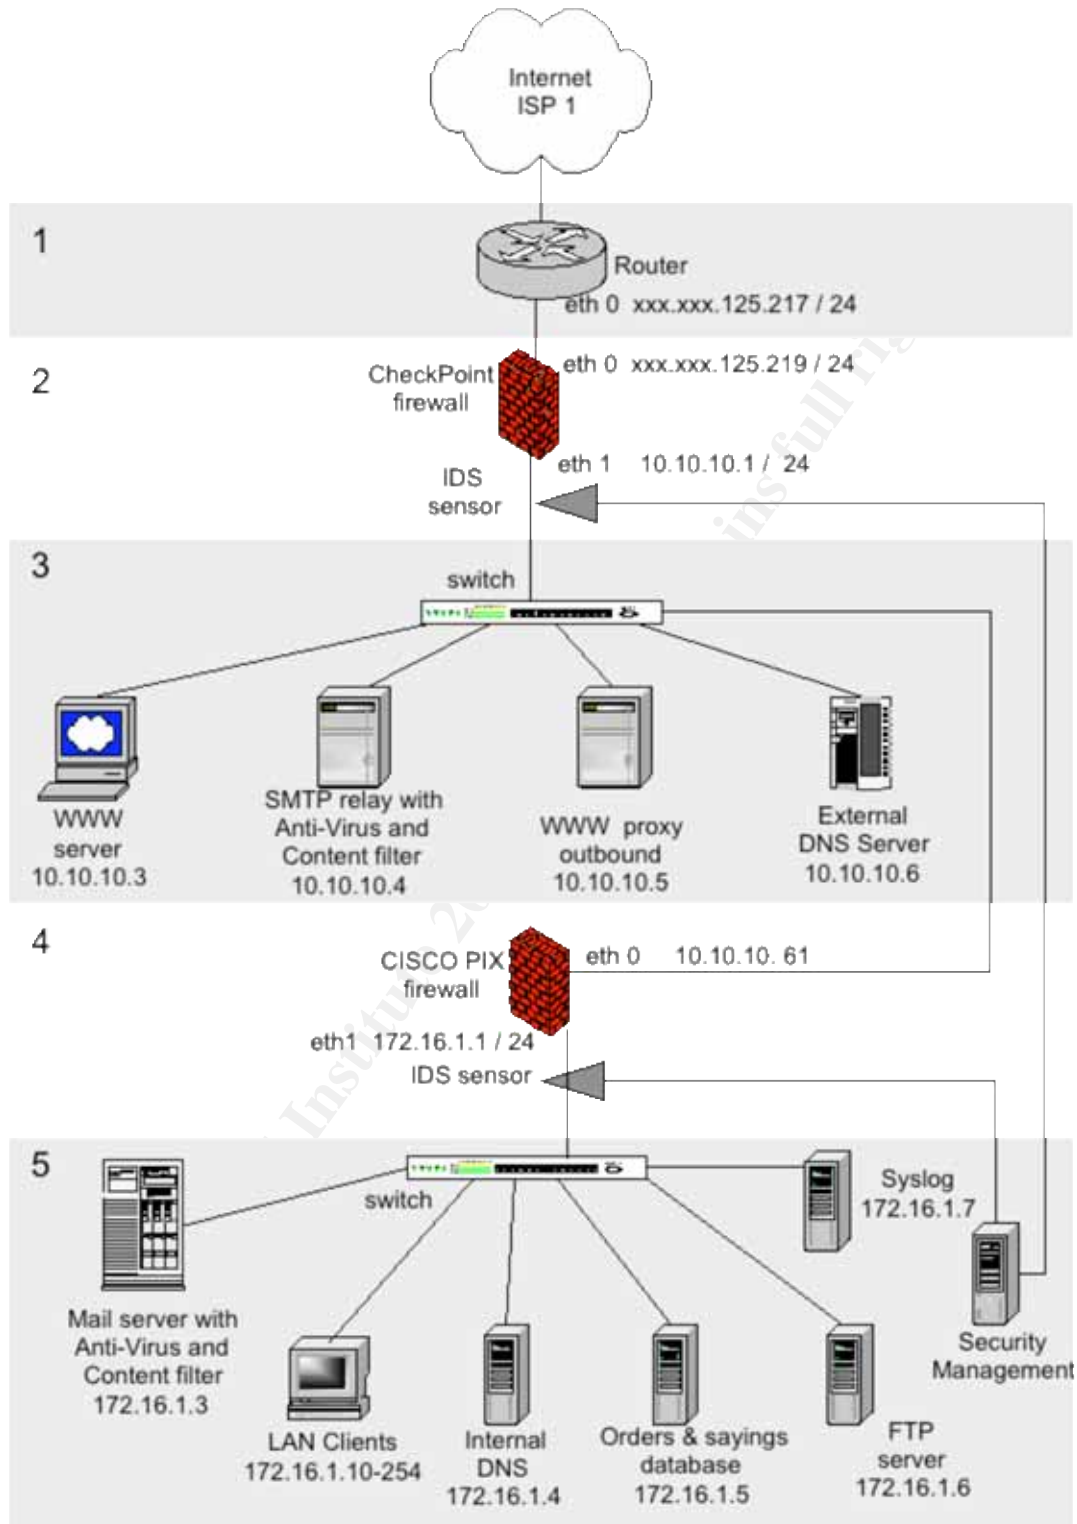 Internet
ISP 1
1
Router
eth 0 xxx.xxx.125.217 / 24
2
CheckPoint
firewall
eth 0 xxx.xxx.125.219 / 24
eth 1 10.10.10.1 / 24
IDS
sensor
3
switch
WWW
server
10.10.10.3
SMTP relay with
Anti-Virus and
Content filter
10.10.10.4
WWW proxy
outbound
10.10.10.5
External
DNS Server
10.10.10.6
4
CISCO PIX
firewall
eth 0 10.10.10. 61
eth1 172.16.1.1 / 24
IDS sensor
5
switch
Syslog
172.16.1.7
Mail server with
Anti-Virus and
Content filter
172.16.1.3
LAN Clients
172.16.1.10-254
Internal
DNS
172.16.1.4
Orders & sayings
database
172.16.1.5
FTP
server
172.16.1.6
Security
Management
Institute 20
ins full rig